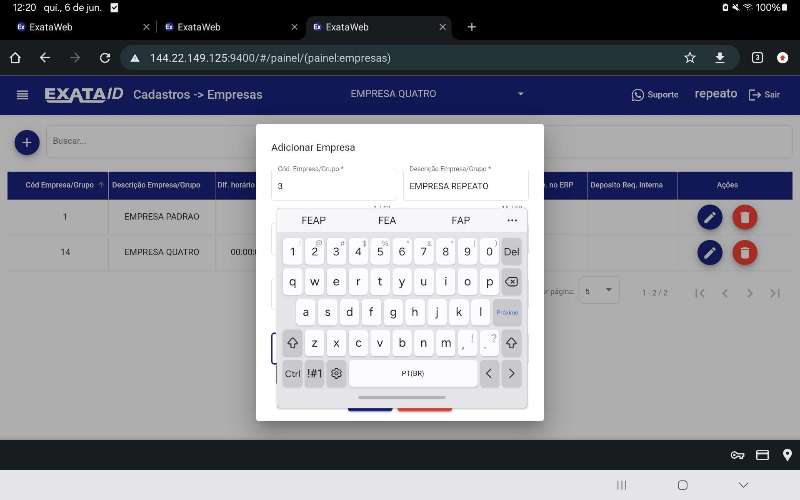 12:20 qui., 6 de jun. 100%
ExataWeb ExataWeb ExataWeb
144.22.149.125:9400/#/painel/(painel:empresas) 3
EXATA ID Cadastros -> Empresas EMPRESA QUATRO Suporte repeato Sair
Buscar...
Adicionar Empresa
Cód. Empresa/Grupo * Descrição Empresa/Grupo *
3 EMPRESA REPEATO
Cód Empresa/Grupo Descrição Empresa/Grupo Dif. horário no ERP Deposito Req. Interna Ações
1 EMPRESA PADRAO
14 EMPRESA QUATRO 00:00:
página: 5 1 - 2 / 2
FEAP FEA FAP ...
1 2 3 4 5 6 7 8 9 0 Del
q w e r t y u i o p
a s d f g h j k l Próximo
z x c v b n m , ! . ?
Ctrl !#1 PT(BR) < >